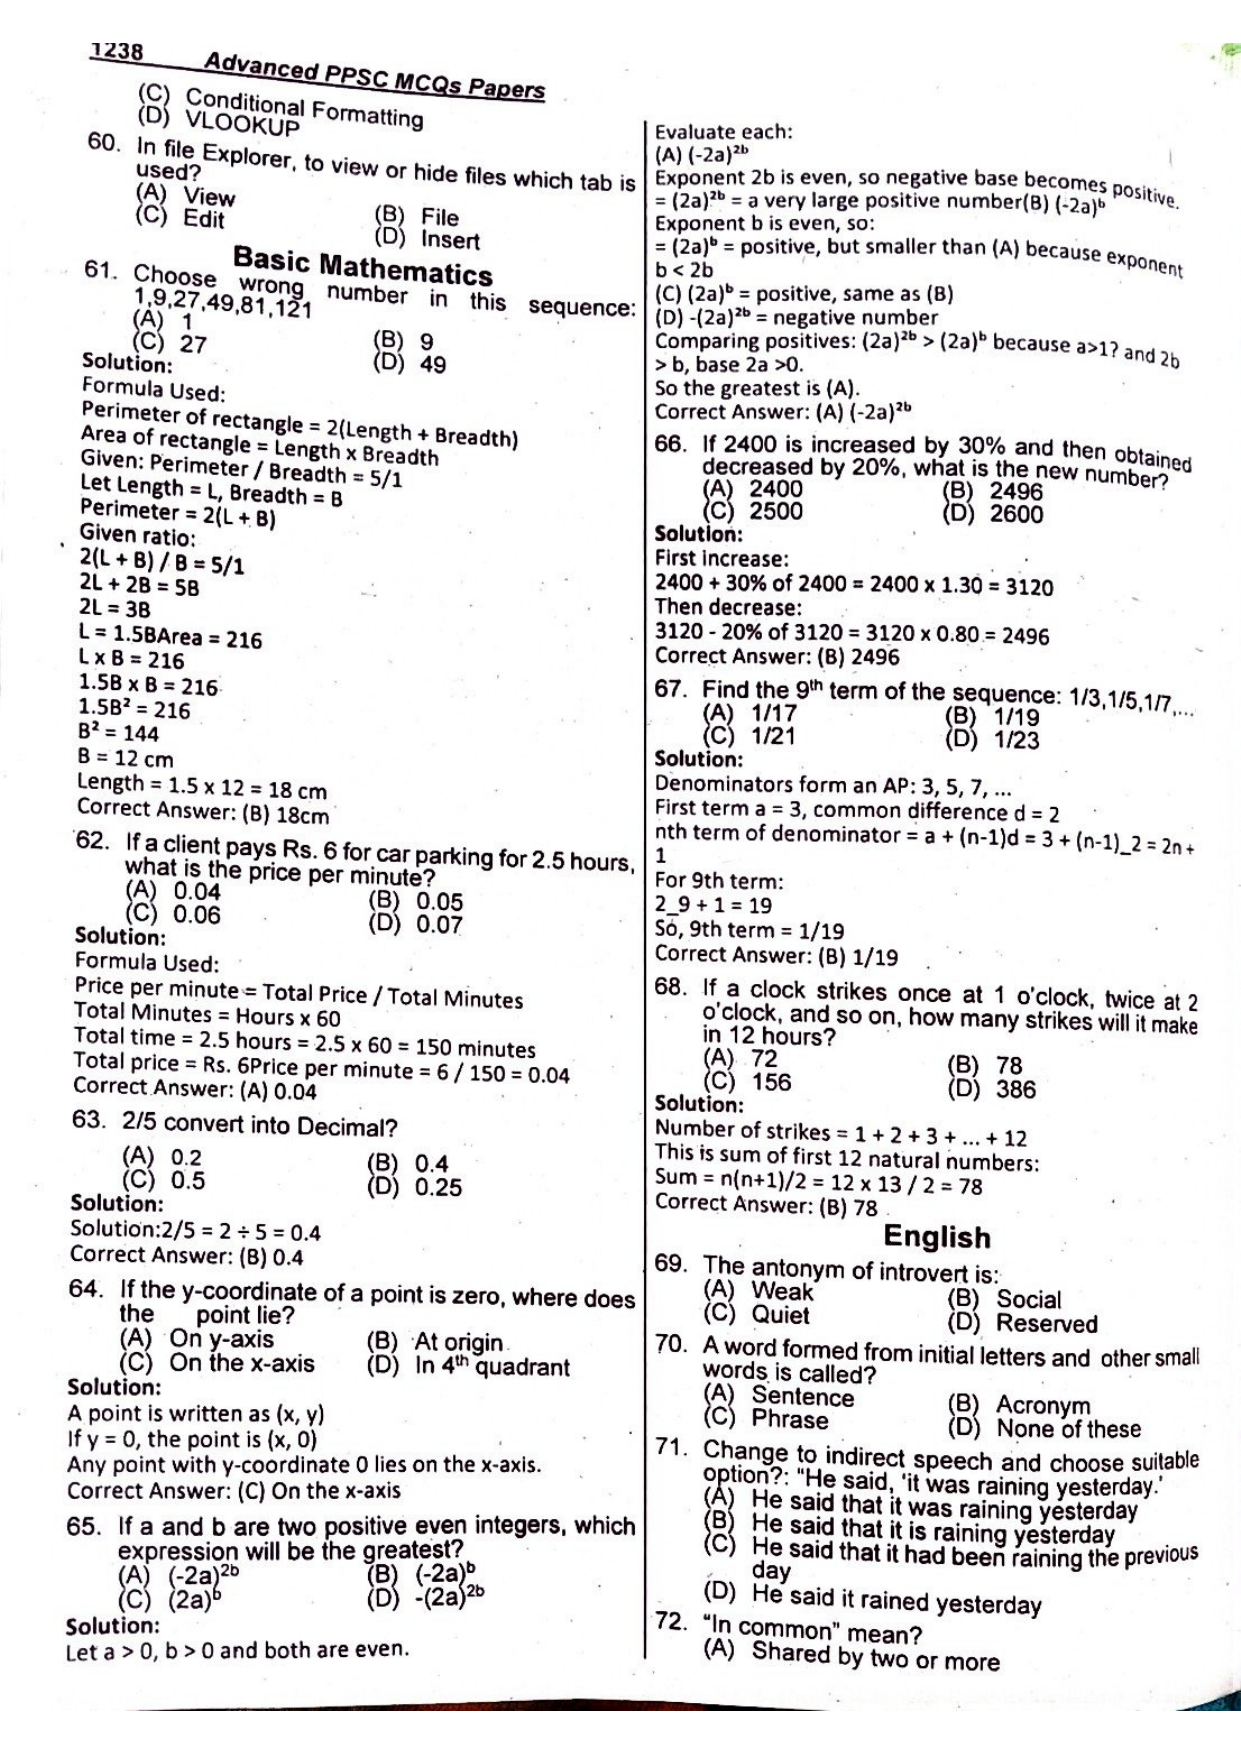 1238 Advanced PPSC MCQs Papers
(C) Conditional Formatting
(D) VLOOKUP
60. In file Explorer, to view or hide files which tab is
used?
(A) View (B) File
(C) Edit (D) Insert
Basic Mathematics
61. Choose wrong number in this sequence:
1,9,27,49,81,121
(A) 1 (B) 9
(C) 27 (D) 49
Solution:
Formula Used:
Perimeter of rectangle = 2(Length + Breadth)
Area of rectangle = Length x Breadth
Given: Perimeter / Breadth = 5/1
Let Length = L, Breadth = B
Perimeter = 2(L + B)
Given ratio:
2(L + B) / B = 5/1
2L + 2B = 5B
2L = 3B
L = 1.5BArea = 216
L x B = 216
1.5B x B = 216
1.5B² = 216
B² = 144
B = 12 cm
Length = 1.5 x 12 = 18 cm
Correct Answer: (B) 18cm
62. If a client pays Rs. 6 for car parking for 2.5 hours,
what is the price per minute?
(A) 0.04 (B) 0.05
(C) 0.06 (D) 0.07
Solution:
Formula Used:
Price per minute = Total Price / Total Minutes
Total Minutes = Hours x 60
Total time = 2.5 hours = 2.5 x 60 = 150 minutes
Total price = Rs. 6Price per minute = 6 / 150 = 0.04
Correct Answer: (A) 0.04
63. 2/5 convert into Decimal?
(A) 0.2 (B) 0.4
(C) 0.5 (D) 0.25
Solution:
Solution:2/5 = 2 ÷ 5 = 0.4
Correct Answer: (B) 0.4
64. If the y-coordinate of a point is zero, where does
the point lie?
(A) On y-axis (B) At origin
(C) On the x-axis (D) In 4th quadrant
Solution:
A point is written as (x, y)
If y = 0, the point is (x, 0)
Any point with y-coordinate 0 lies on the x-axis.
Correct Answer: (C) On the x-axis
65. If a and b are two positive even integers, which
expression will be the greatest?
(A) (-2a)²ᵇ (B) (-2a)ᵇ
(C) (2a)ᵇ (D) -(2a)²ᵇ
Solution:
Let a > 0, b > 0 and both are even.
Evaluate each:
(A) (-2a)²ᵇ
Exponent 2b is even, so negative base becomes positive.
= (2a)²ᵇ = a very large positive number(B) (-2a)ᵇ
Exponent b is even, so:
= (2a)ᵇ = positive, but smaller than (A) because exponent
b < 2b
(C) (2a)ᵇ = positive, same as (B)
(D) -(2a)²ᵇ = negative number
Comparing positives: (2a)²ᵇ > (2a)ᵇ because a>1? and 2b
> b, base 2a >0.
So the greatest is (A).
Correct Answer: (A) (-2a)²ᵇ
66. If 2400 is increased by 30% and then obtained
decreased by 20%, what is the new number?
(A) 2400 (B) 2496
(C) 2500 (D) 2600
Solution:
First increase:
2400 + 30% of 2400 = 2400 x 1.30 = 3120
Then decrease:
3120 - 20% of 3120 = 3120 x 0.80 = 2496
Correct Answer: (B) 2496
67. Find the 9th term of the sequence: 1/3,1/5,1/7,...
(A) 1/17 (B) 1/19
(C) 1/21 (D) 1/23
Solution:
Denominators form an AP: 3, 5, 7, ...
First term a = 3, common difference d = 2
nth term of denominator = a + (n-1)d = 3 + (n-1)_2 = 2n +
1
For 9th term:
2_9 + 1 = 19
So, 9th term = 1/19
Correct Answer: (B) 1/19
68. If a clock strikes once at 1 o'clock, twice at 2
o'clock, and so on, how many strikes will it make
in 12 hours?
(A) 72 (B) 78
(C) 156 (D) 386
Solution:
Number of strikes = 1 + 2 + 3 + ... + 12
This is sum of first 12 natural numbers:
Sum = n(n+1)/2 = 12 x 13 / 2 = 78
Correct Answer: (B) 78
English
69. The antonym of introvert is:
(A) Weak (B) Social
(C) Quiet (D) Reserved
70. A word formed from initial letters and other small
words is called?
(A) Sentence (B) Acronym
(C) Phrase (D) None of these
71. Change to indirect speech and choose suitable
option?: "He said, 'it was raining yesterday.'
(A) He said that it was raining yesterday
(B) He said that it is raining yesterday
(C) He said that it had been raining the previous
day
(D) He said it rained yesterday
72. "In common" mean?
(A) Shared by two or more